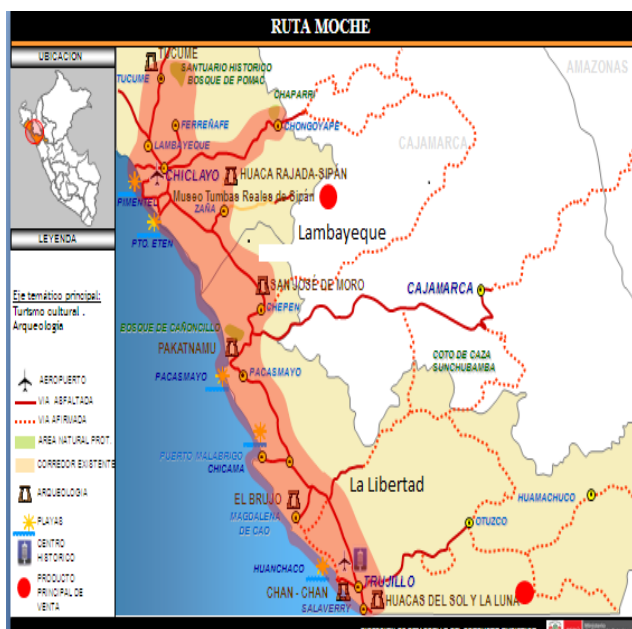 RUTA MOCHE
UBICACION
LEYENDA
Eje temático principal:
Turismo cultural .
Arqueología
AEROPUERTO
VIA ASFALTADA
VIA AFIRMADA
AREA NATURAL PROT.
CORREDOR EXISTENTE
ARQUEOLOGIA
PLAYAS
CENTRO
HISTORICO
PRODUCTO
PRINCIPAL DE
VENTA
TUCUME
SANTUARIO HISTORICO
BOSQUE DE POMAC
TUCUME
AMAZONAS
CHAPARRI
FERREÑAFE
CHONGOYAPE
CAJAMARCA
LAMBAYEQUE
CHICLAYO
HUACA RAJADA-SIPÁN
PIMENTEL
Museo Tumbas Reales de Sipán
ZAÑA
PTO. ETEN
Lambayeque
SAN JOSÉ DE MORO
CAJAMARCA
CHEPEN
BOSQUE DE CAÑONCILLO
PAKATNAMU
COTO DE CAZA
SUNCHUBAMBA
PACASMAYO
PACASMAYO
PUERTO MALABRIGO
CHICAMA
La Libertad
EL BRUJO
HUAMACHUCO
MAGDALENA
DE CAO
OTUZCO
HUANCHACO
TRUJILLO
CHAN - CHAN
HUACAS DEL SOL Y LA LUNA
SALAVERRY